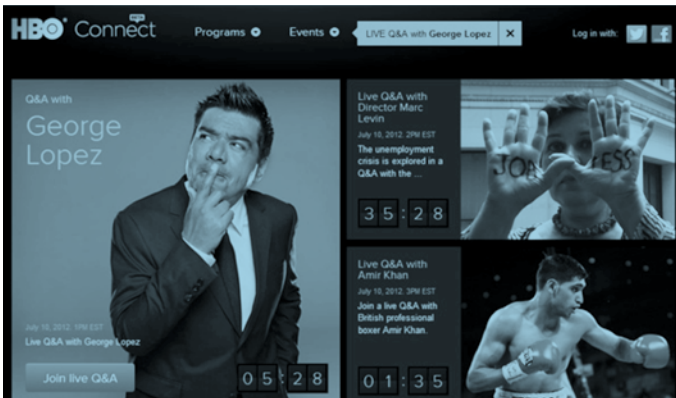 HBO Connect BETA
Programs Events LIVE Q&A with George Lopez × Log in with:
Q&A with
George
Lopez
July 10, 2012. 1PM EST
Live Q&A with George Lopez
Join live Q&A
05:28
Live Q&A with
Director Marc
Levin
July 10, 2012. 2PM EST
The unemployment
crisis is explored in a
Q&A with the ...
35:28
JOB LESS
Live Q&A with
Amir Khan
July 10, 2012. 3PM EST
Join a live Q&A with
British professional
boxer Amir Khan.
01:35